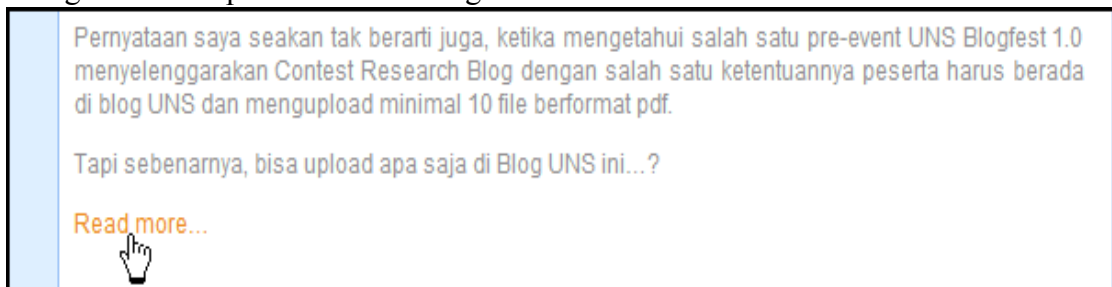 Pernyataan saya seakan tak berarti juga, ketika mengetahui salah satu pre-event UNS Blogfest 1.0
menyelenggarakan Contest Research Blog dengan salah satu ketentuannya peserta harus berada
di blog UNS dan mengupload minimal 10 file berformat pdf.
Tapi sebenarnya, bisa upload apa saja di Blog UNS ini...?
Read more...